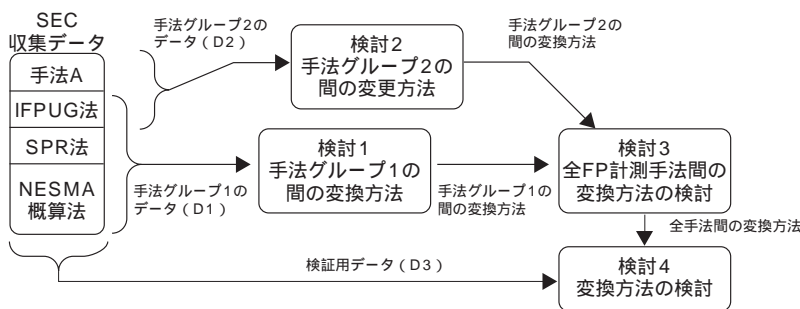 SEC
収集データ
手法A
IFPUG法
SPR法
NESMA
概算法
手法グループ2の
データ(D2)
検討2
手法グループ2の
間の変更方法
手法グループ2の
間の変換方法
手法グループ1の
データ(D1)
検討1
手法グループ1の
間の変換方法
手法グループ1の
間の変換方法
検討3
全FP計測手法間の
変換方法の検討
全手法間の変換方法
検証用データ(D3)
検討4
変換方法の検討